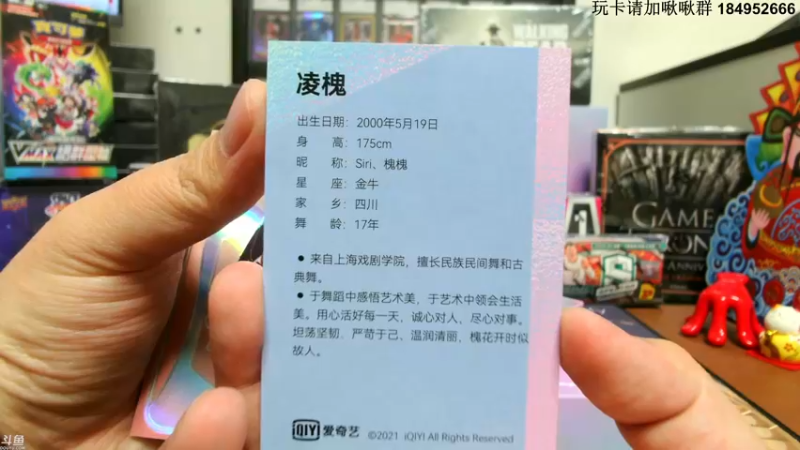 玩卡请加啾啾群 184952666
凌槐
出生日期：2000年5月19日
身 高：175cm
昵 称：Siri、槐槐
星 座：金牛
家 乡：四川
舞 龄：17年
● 来自上海戏剧学院，擅长民族民间舞和古
典舞。
● 于舞蹈中感悟艺术美，于艺术中领会生活
美。用心活好每一天，诚心对人、尽心对事。
坦荡坚韧，严苛于己、温润清丽，槐花开时似
故人。
iQIYI 爱奇艺 ©2021 iQIYI All Rights Reserved
GAME
THRONES
VMAX
斗鱼